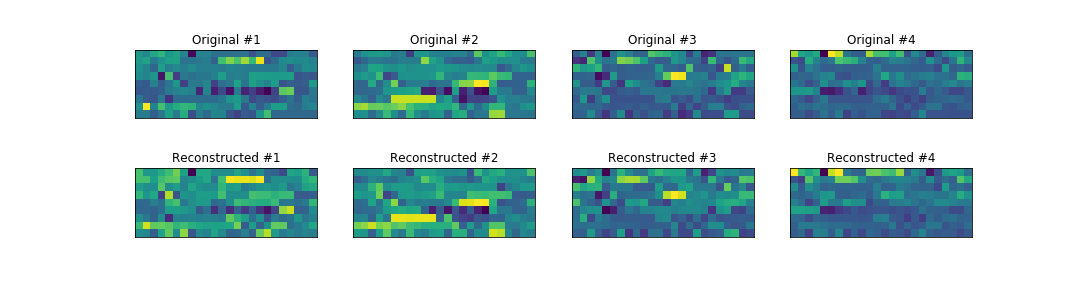 Original #1
Original #2
Original #3
Original #4
Reconstructed #1
Reconstructed #2
Reconstructed #3
Reconstructed #4